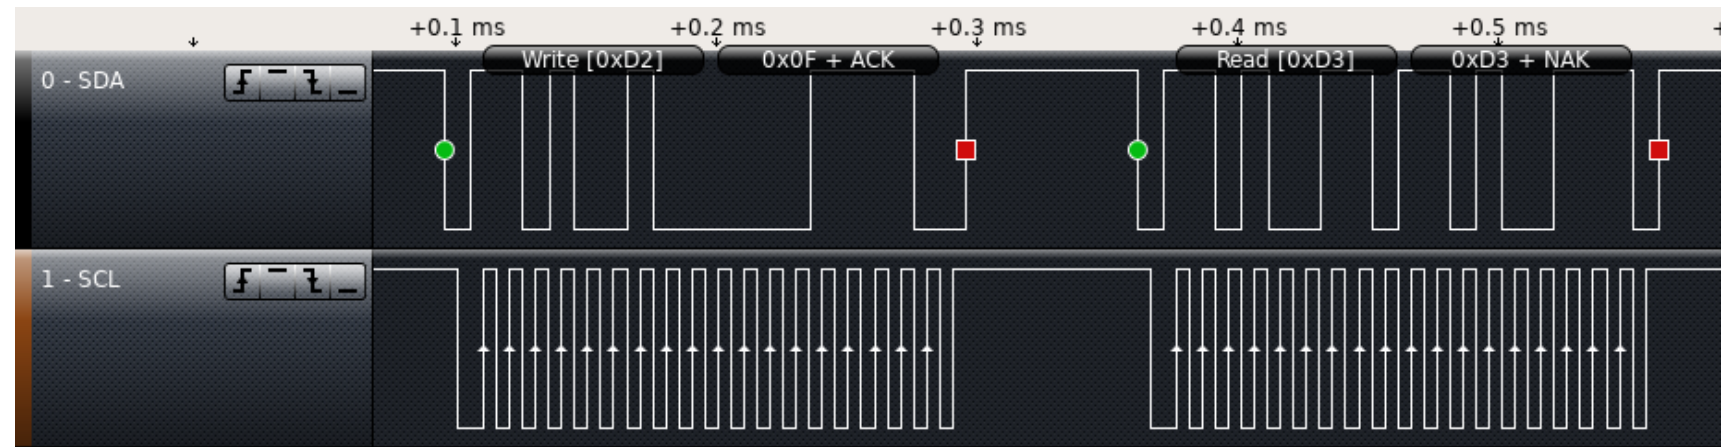 +0.1 ms +0.2 ms +0.3 ms +0.4 ms +0.5 ms +
Write [0xD2] 0x0F + ACK Read [0xD3] 0xD3 + NAK
0 - SDA
1 - SCL